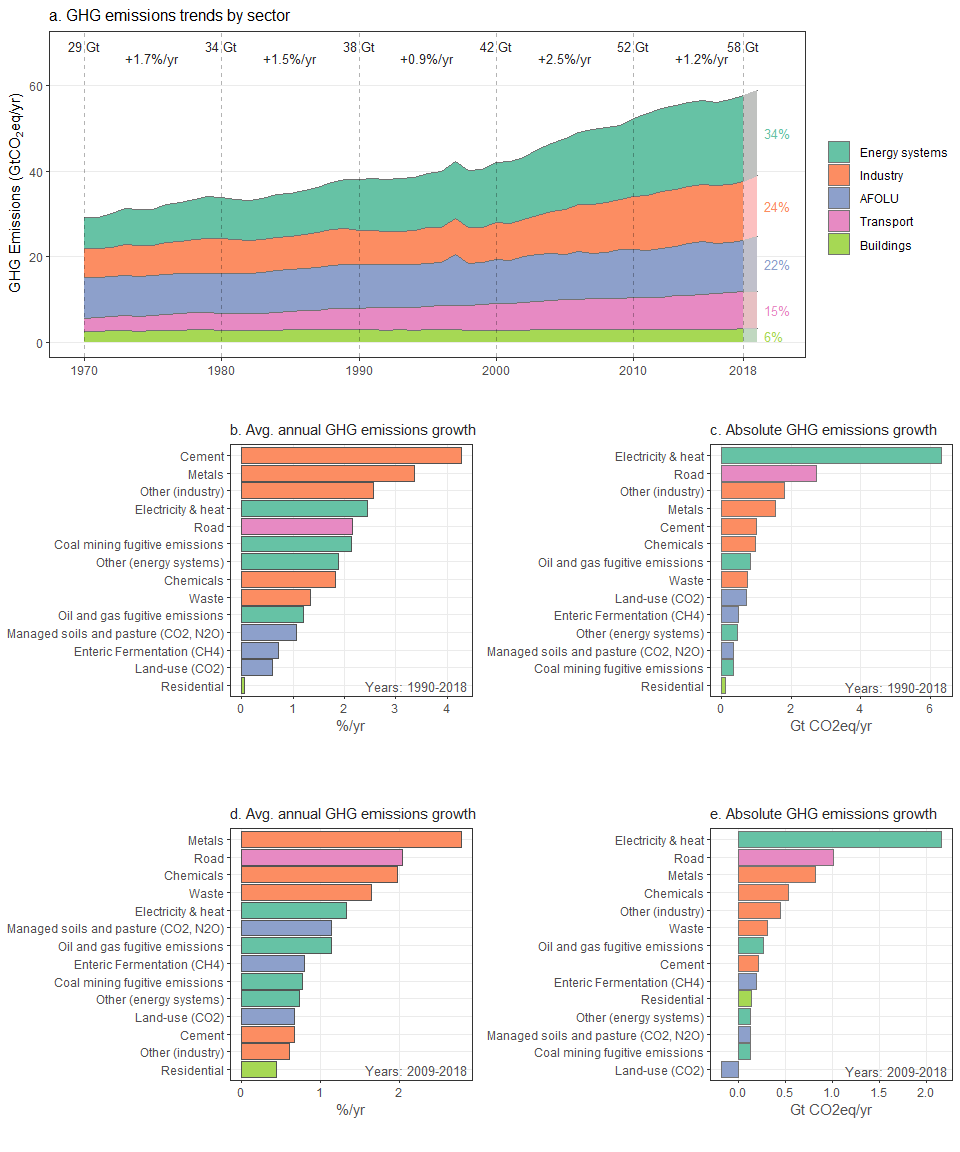 a. GHG emissions trends by sector
29 Gt 34 Gt 38 Gt 42 Gt 52 Gt 58 Gt
+1.7%/yr +1.5%/yr +0.9%/yr +2.5%/yr +1.2%/yr
GHG Emissions (GtCO2eq/yr)
60
40
20
0
34%
24%
22%
15%
6%
1970 1980 1990 2000 2010 2018
Energy systems
Industry
AFOLU
Transport
Buildings
b. Avg. annual GHG emissions growth
Cement
Metals
Other (industry)
Electricity & heat
Road
Coal mining fugitive emissions
Other (energy systems)
Chemicals
Waste
Oil and gas fugitive emissions
Managed soils and pasture (CO2, N2O)
Enteric Fermentation (CH4)
Land-use (CO2)
Residential
Years: 1990-2018
0 1 2 3 4
%/yr
c. Absolute GHG emissions growth
Electricity & heat
Road
Other (industry)
Metals
Cement
Chemicals
Oil and gas fugitive emissions
Waste
Land-use (CO2)
Enteric Fermentation (CH4)
Other (energy systems)
Managed soils and pasture (CO2, N2O)
Coal mining fugitive emissions
Residential
Years: 1990-2018
0 2 4 6
Gt CO2eq/yr
d. Avg. annual GHG emissions growth
Metals
Road
Chemicals
Waste
Electricity & heat
Managed soils and pasture (CO2, N2O)
Oil and gas fugitive emissions
Enteric Fermentation (CH4)
Coal mining fugitive emissions
Other (energy systems)
Land-use (CO2)
Cement
Other (industry)
Residential
Years: 2009-2018
0 1 2
%/yr
e. Absolute GHG emissions growth
Electricity & heat
Road
Metals
Chemicals
Other (industry)
Waste
Oil and gas fugitive emissions
Cement
Enteric Fermentation (CH4)
Residential
Other (energy systems)
Managed soils and pasture (CO2, N2O)
Coal mining fugitive emissions
Land-use (CO2)
Years: 2009-2018
0.0 0.5 1.0 1.5 2.0
Gt CO2eq/yr